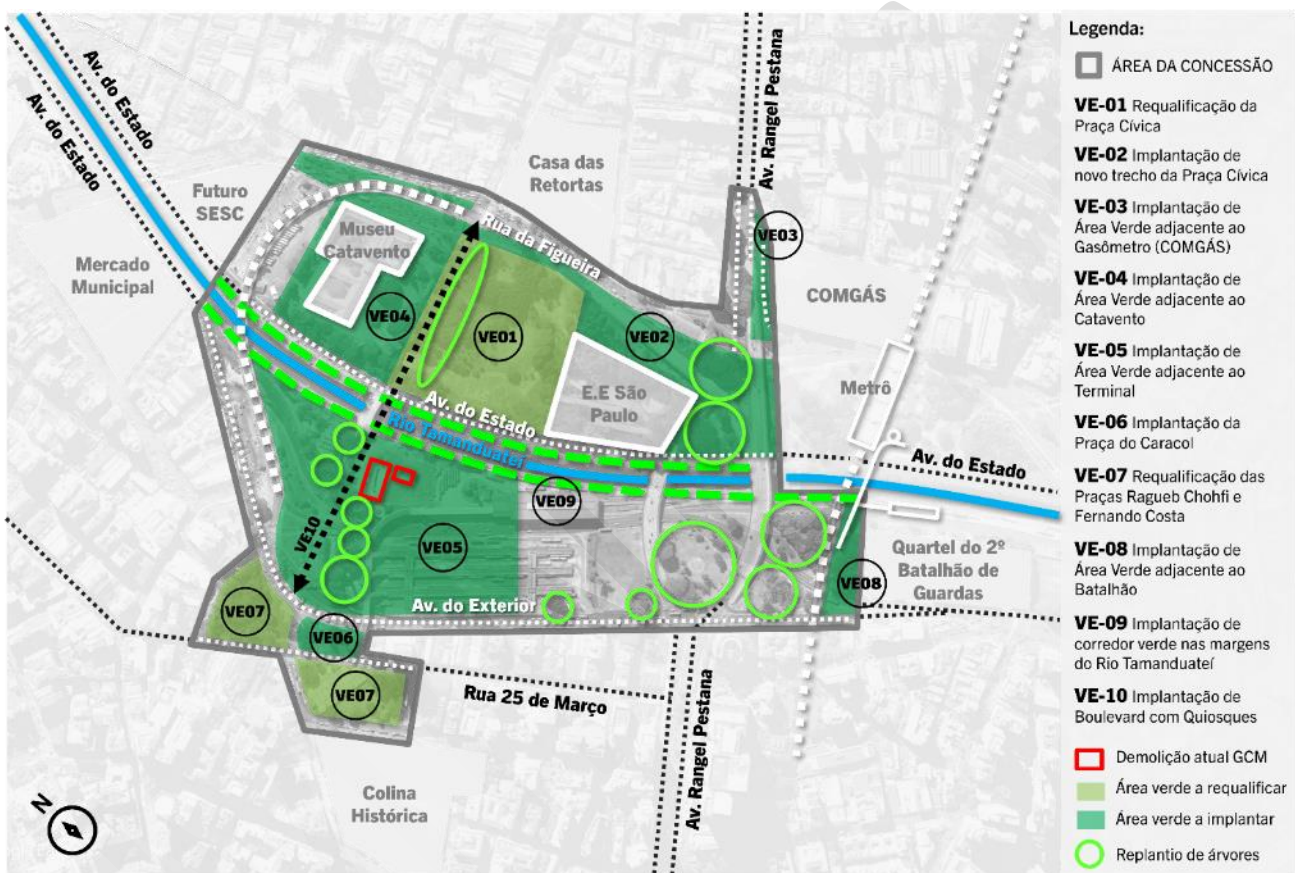 Av. do Estado
Av. do Estado
Futuro
SESC
Mercado
Municipal
Casa das
Retortas
Museu
Catavento
Rua da Figueira
Av. Rangel Pestana
VE03
COMGÁS
VE04
VE01
VE02
E.E São
Paulo
Metrô
Av. do Estado
Rio Tamanduateí
Av. do Estado
VE09
VE10
VE05
Quartel do 2º
Batalhão de
Guardas
VE08
Av. do Exterior
VE07
VE06
VE07
Rua 25 de Março
Av. Rangel Pestana
Colina
Histórica
N
Legenda:
ÁREA DA CONCESSÃO
VE-01 Requalificação da
Praça Cívica
VE-02 Implantação de
novo trecho da Praça Cívica
VE-03 Implantação de
Área Verde adjacente ao
Gasômetro (COMGÁS)
VE-04 Implantação de
Área Verde adjacente ao
Catavento
VE-05 Implantação de
Área Verde adjacente ao
Terminal
VE-06 Implantação da
Praça do Caracol
VE-07 Requalificação das
Praças Ragueb Chohfi e
Fernando Costa
VE-08 Implantação de
Área Verde adjacente ao
Batalhão
VE-09 Implantação de
corredor verde nas margens
do Rio Tamanduateí
VE-10 Implantação de
Boulevard com Quiosques
Demolição atual GCM
Área verde a requalificar
Área verde a implantar
Replantio de árvores